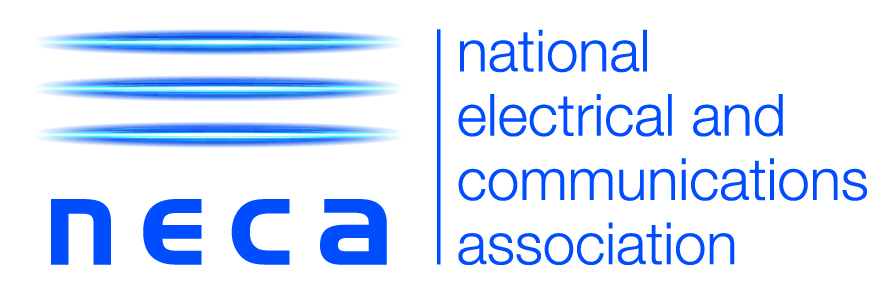 neca
national
electrical and
communications
association